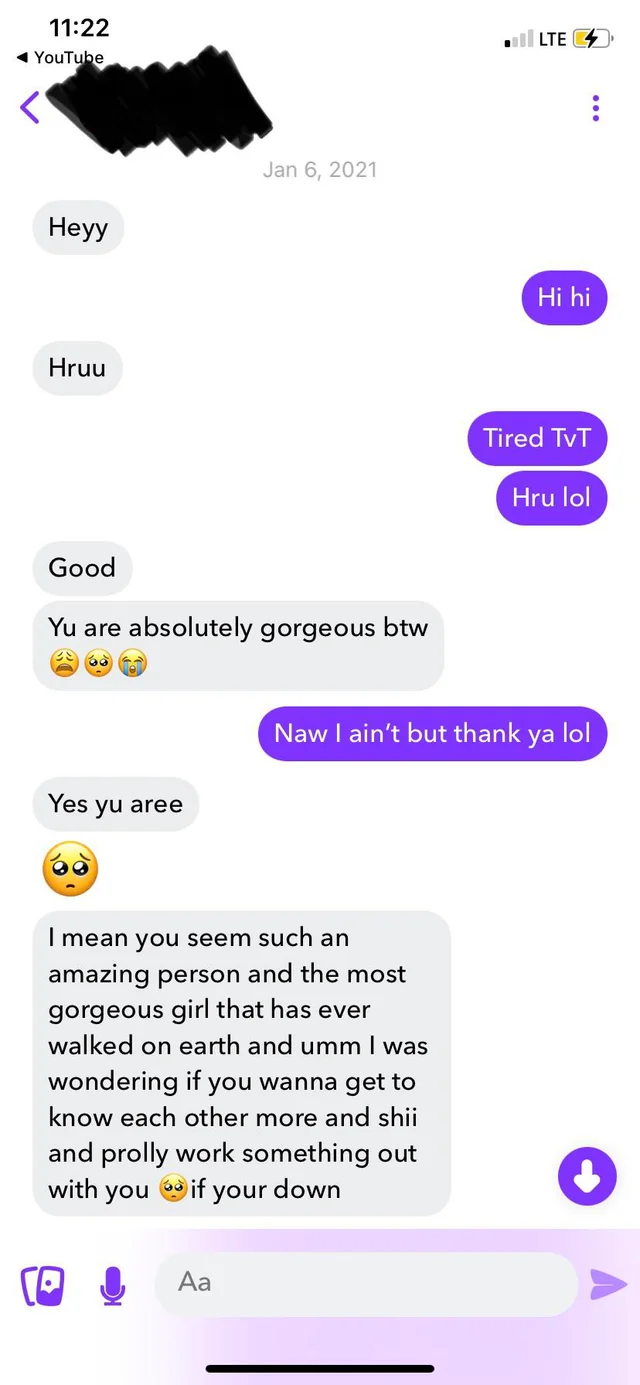 11:22
LTE
◀ YouTube
Jan 6, 2021
Heyy
Hi hi
Hruu
Tired TvT
Hru lol
Good
Yu are absolutely gorgeous btw
😩🥺😭
Naw I ain’t but thank ya lol
Yes yu aree
🥺
I mean you seem such an
amazing person and the most
gorgeous girl that has ever
walked on earth and umm I was
wondering if you wanna get to
know each other more and shii
and prolly work something out
with you 🥺if your down
Aa